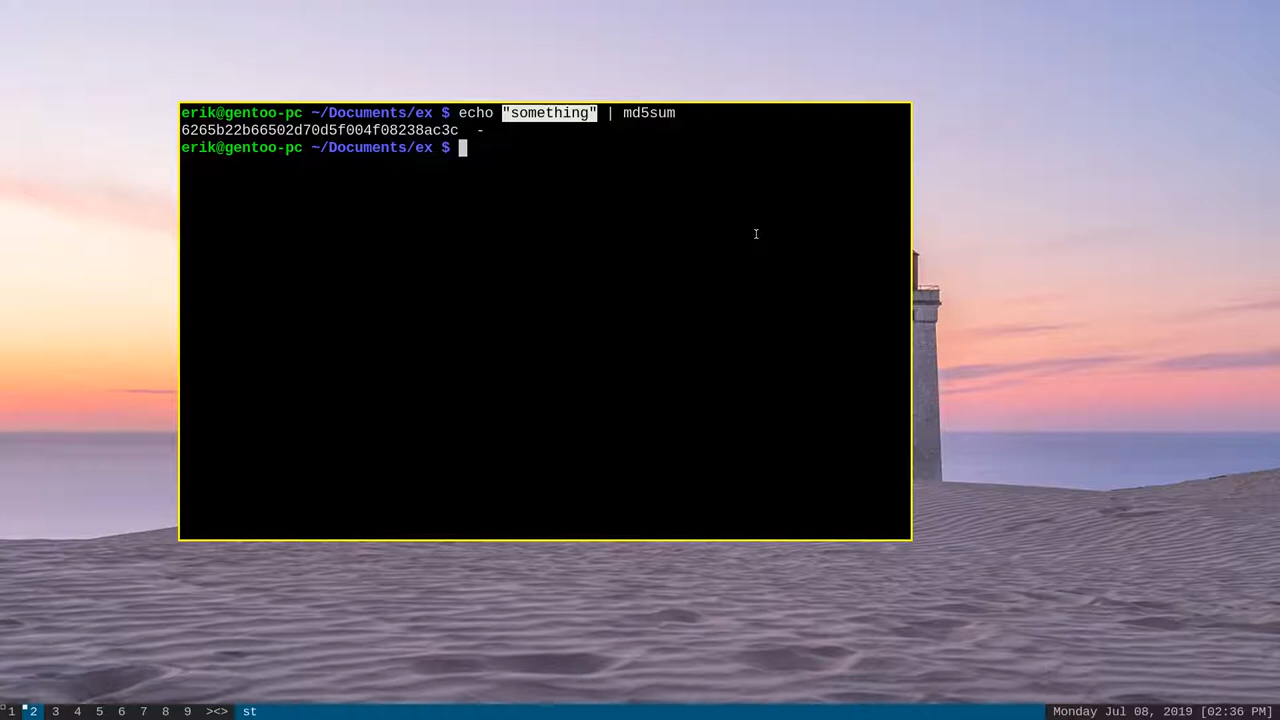 erik@gentoo-pc ~/Documents/ex $ echo "something" | md5sum
6265b22b66502d70d5f004f08238ac3c  -
erik@gentoo-pc ~/Documents/ex $
1 2 3 4 5 6 7 8 9 ><> st Monday Jul 08, 2019 [02:36 PM]